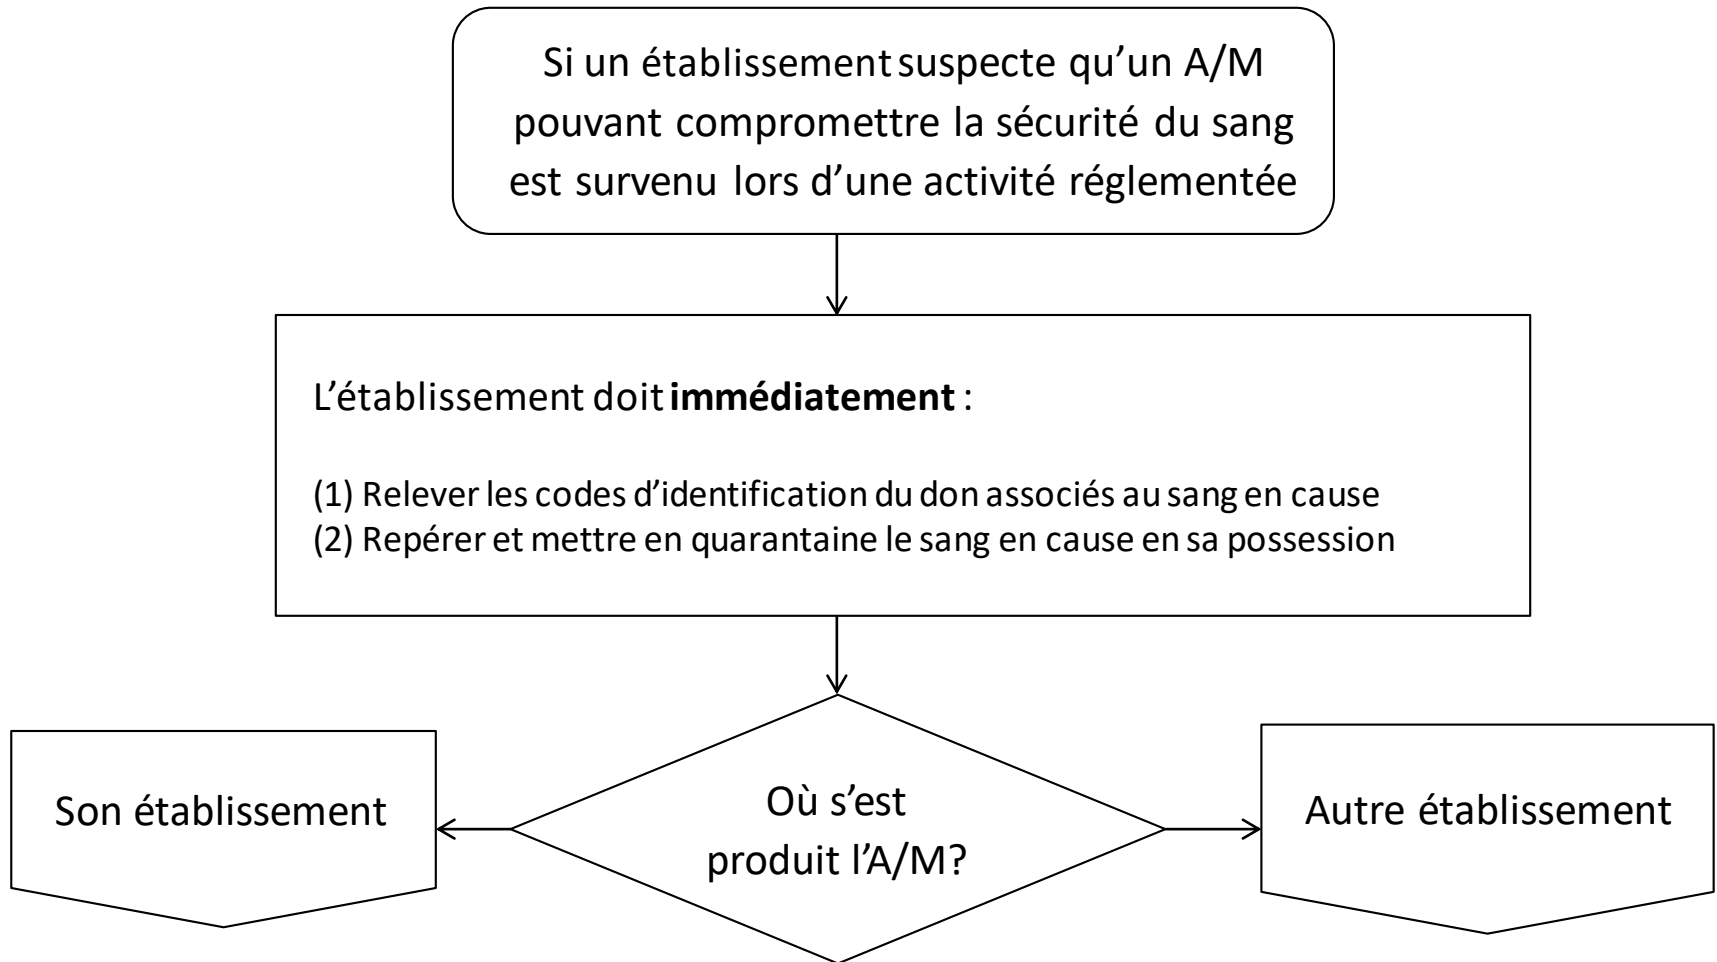 Si un établissement suspecte qu’un A/M
pouvant compromettre la sécurité du sang
est survenu lors d’une activité réglementée
L’établissement doit immédiatement :
(1) Relever les codes d’identification du don associés au sang en cause
(2) Repérer et mettre en quarantaine le sang en cause en sa possession
Son établissement
Où s’est
produit l’A/M?
Autre établissement